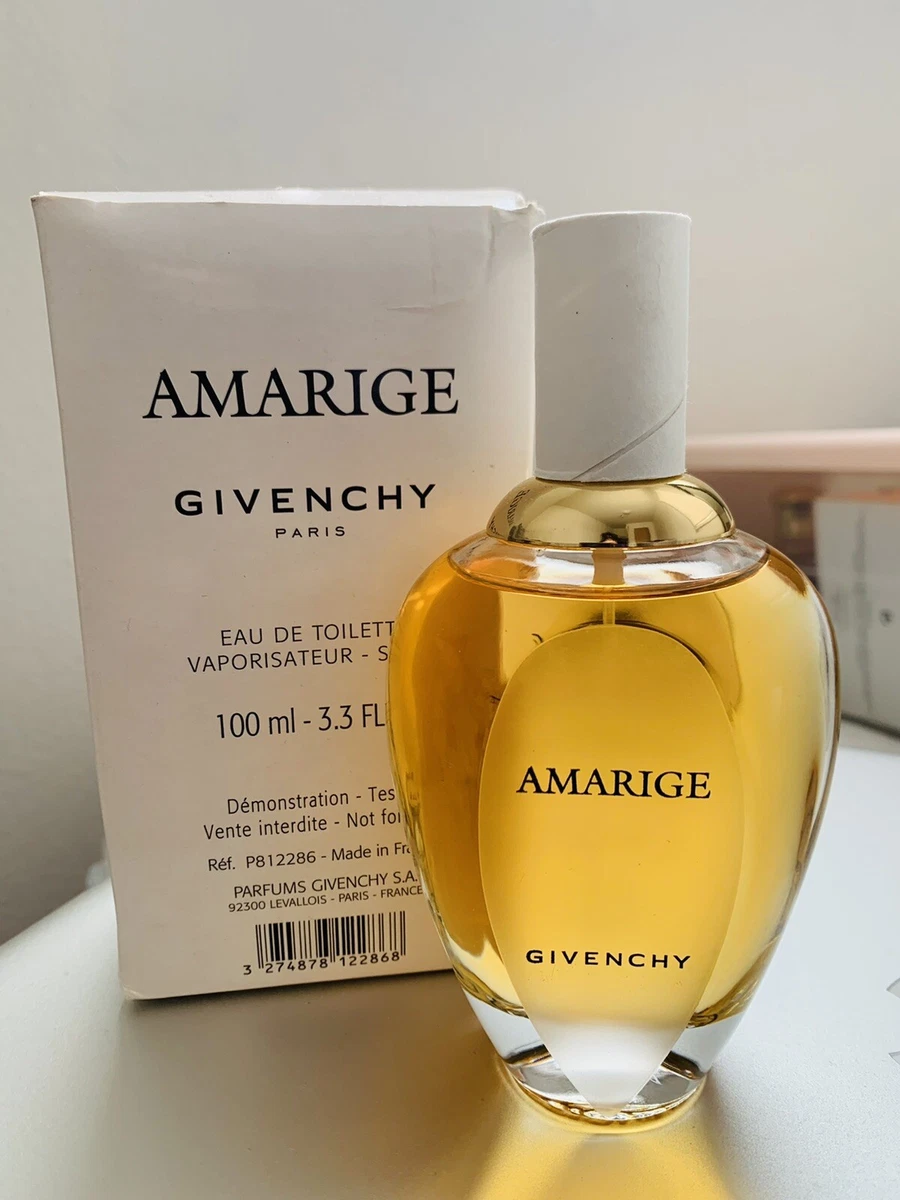 AMARIGE
GIVENCHY
PARIS
EAU DE TOILETT
VAPORISATEUR - S
100 ml - 3.3 FL
Démonstration - Tes
Vente interdite - Not for
Réf. P812286 - Made in Fra
PARFUMS GIVENCHY S.A.
92300 LEVALLOIS - PARIS - FRANCE
3 274878 122868
AMARIGE
GIVENCHY